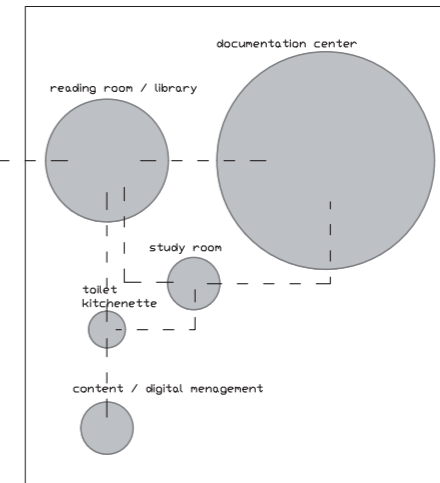 documentation center
reading room / library
study room
toilet
kitchenette
content / digital menagement